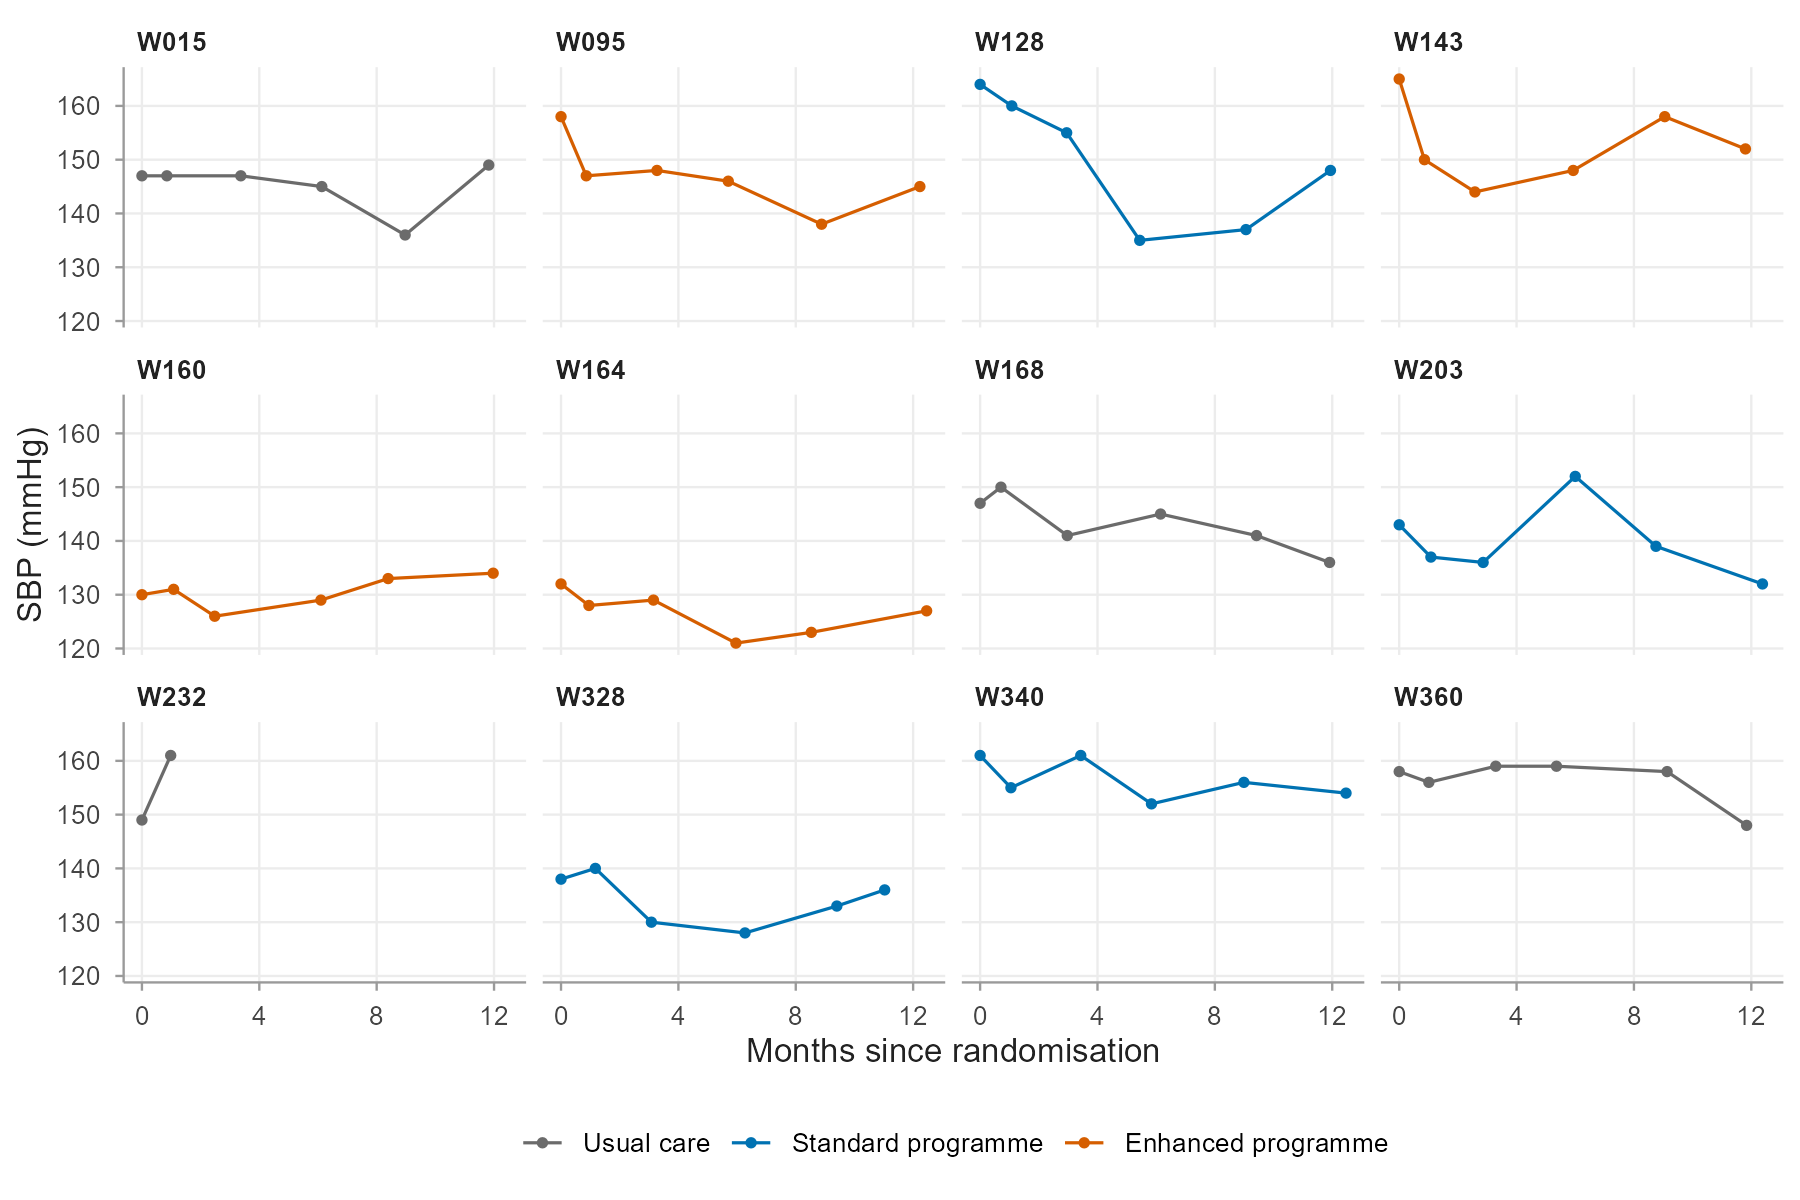 W015 W095 W128 W143
160
150
140
130
120
W160 W164 W168 W203
160
150
140
130
120
SBP (mmHg)
W232 W328 W340 W360
160
150
140
130
120
0 4 8 12 0 4 8 12 0 4 8 12 0 4 8 12
Months since randomisation
Usual care Standard programme Enhanced programme